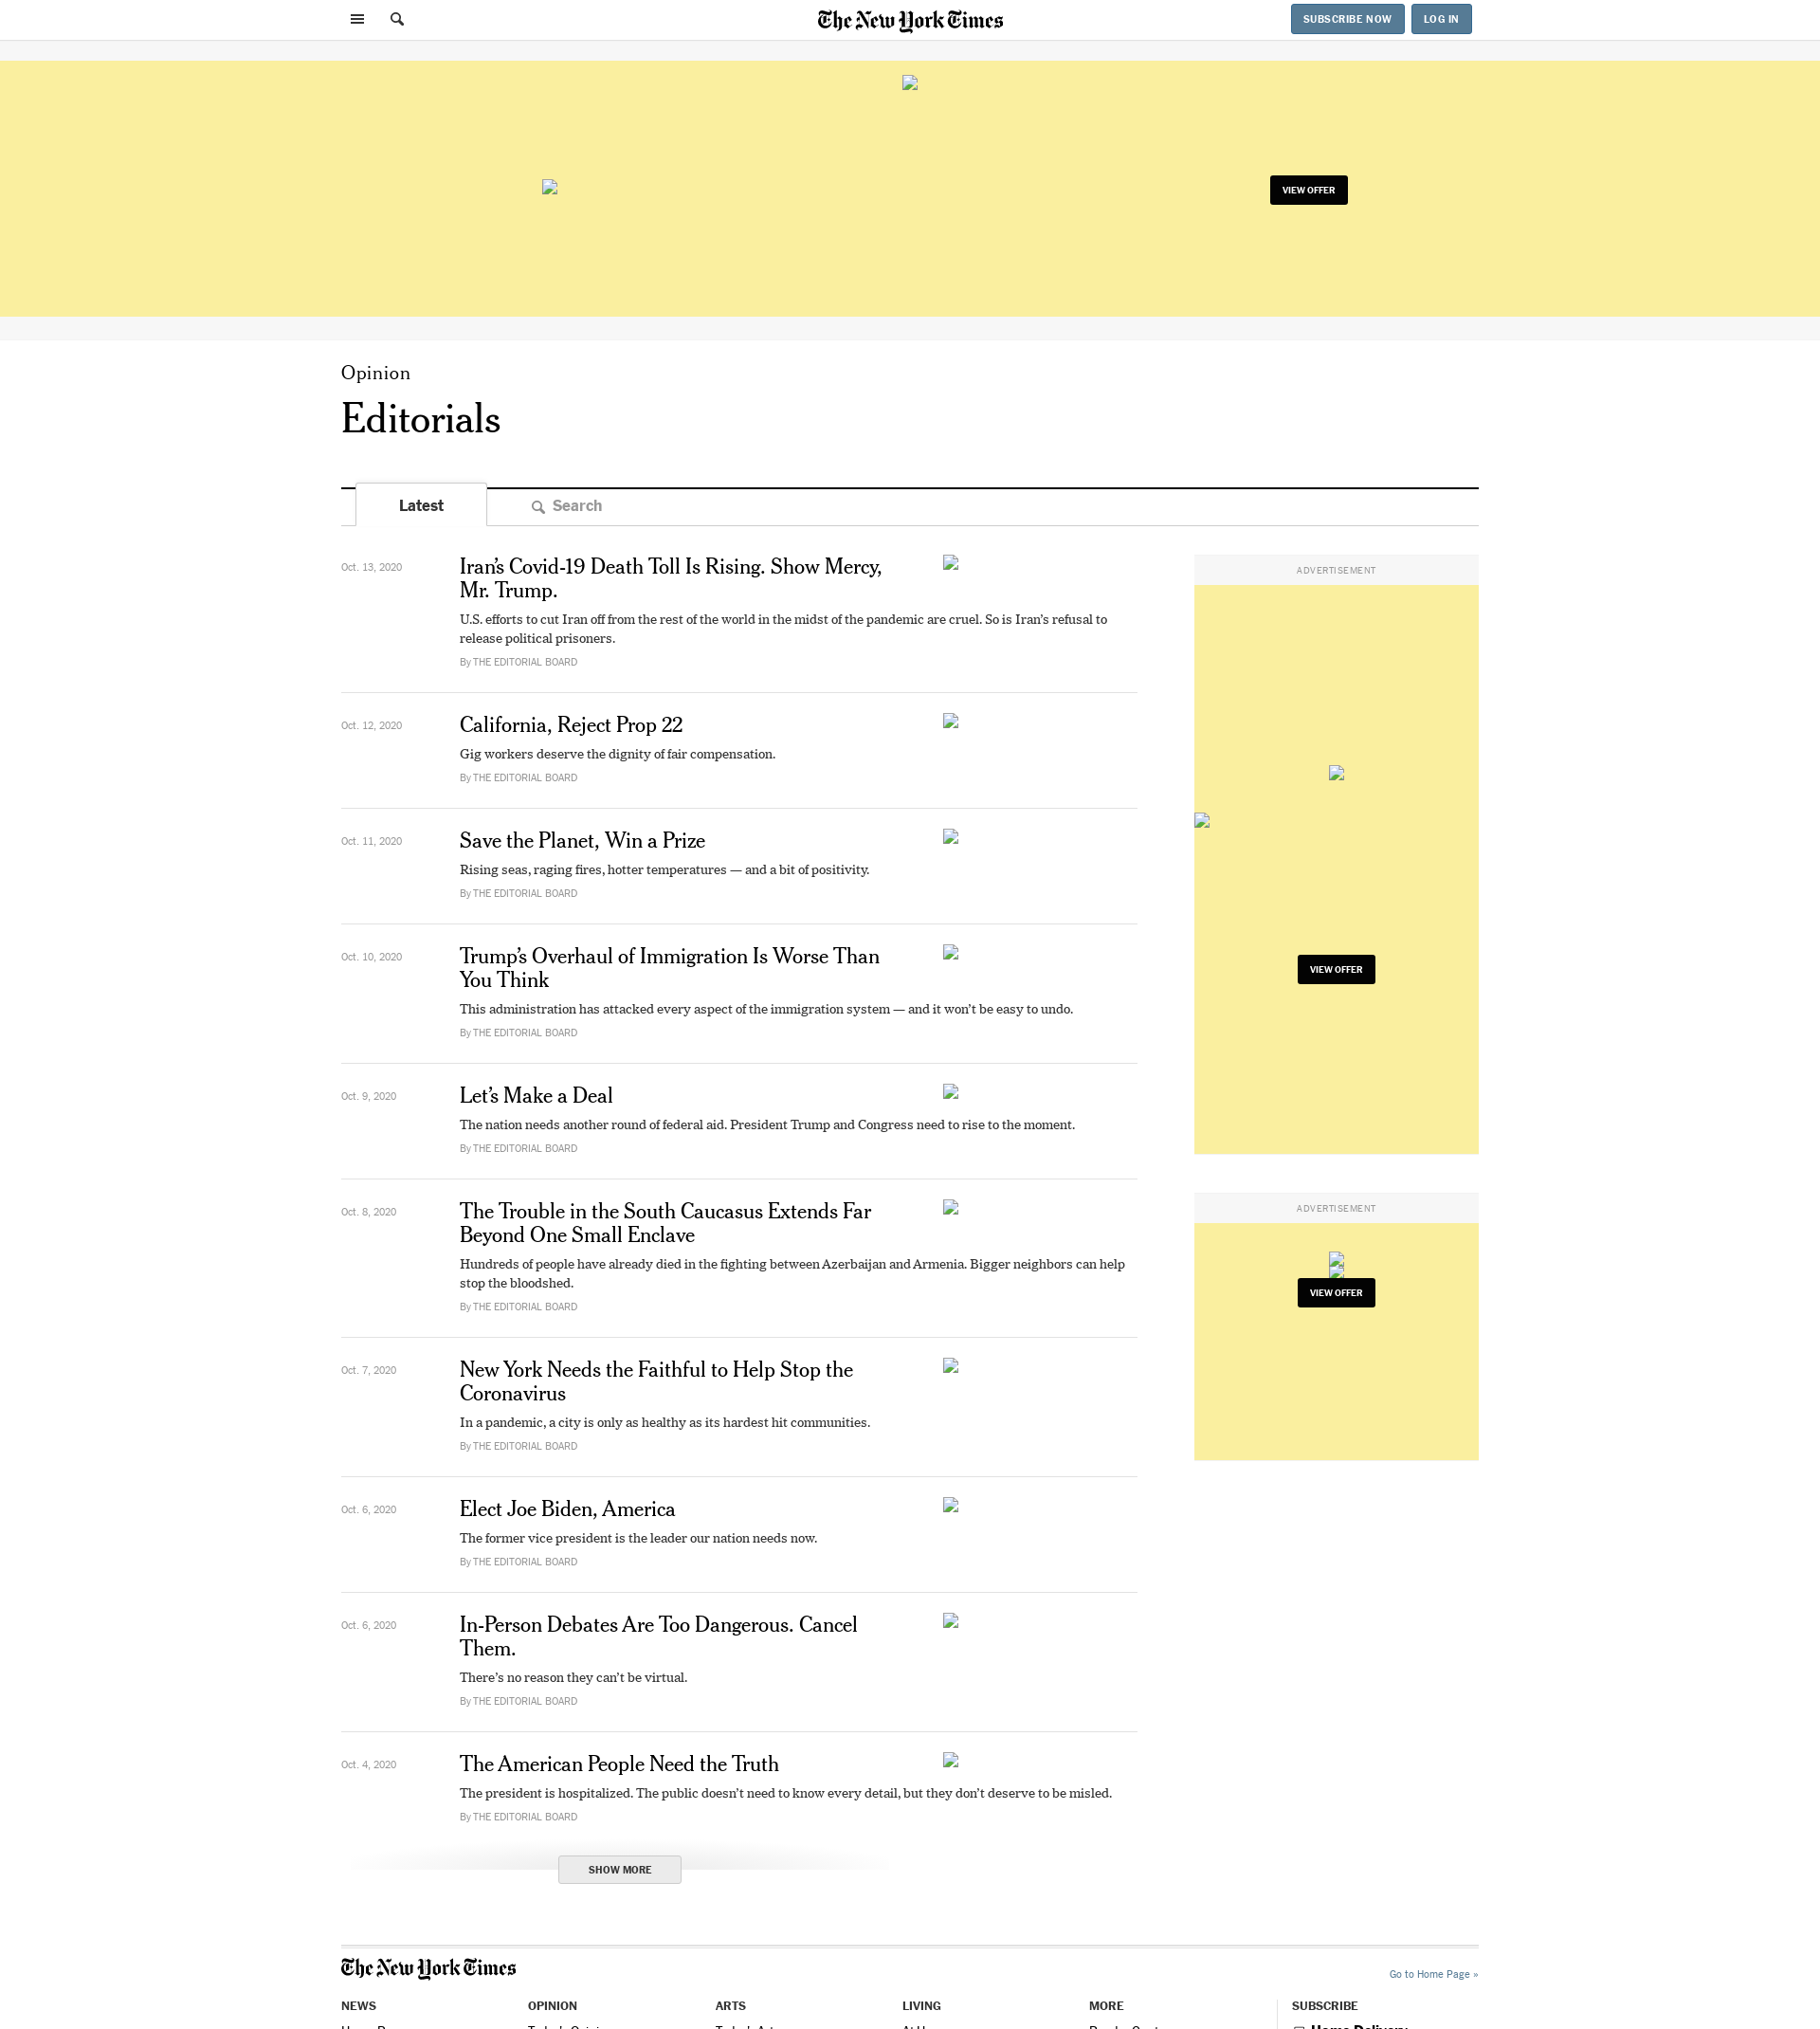 The New York Times
SUBSCRIBE NOW
LOG IN
VIEW OFFER
Opinion
Editorials
Latest
Search
Oct. 13, 2020
Iran’s Covid-19 Death Toll Is Rising. Show Mercy,
Mr. Trump.
U.S. efforts to cut Iran off from the rest of the world in the midst of the pandemic are cruel. So is Iran’s refusal to
release political prisoners.
By THE EDITORIAL BOARD
Oct. 12, 2020
California, Reject Prop 22
Gig workers deserve the dignity of fair compensation.
By THE EDITORIAL BOARD
Oct. 11, 2020
Save the Planet, Win a Prize
Rising seas, raging fires, hotter temperatures — and a bit of positivity.
By THE EDITORIAL BOARD
Oct. 10, 2020
Trump’s Overhaul of Immigration Is Worse Than
You Think
This administration has attacked every aspect of the immigration system — and it won’t be easy to undo.
By THE EDITORIAL BOARD
Oct. 9, 2020
Let’s Make a Deal
The nation needs another round of federal aid. President Trump and Congress need to rise to the moment.
By THE EDITORIAL BOARD
Oct. 8, 2020
The Trouble in the South Caucasus Extends Far
Beyond One Small Enclave
Hundreds of people have already died in the fighting between Azerbaijan and Armenia. Bigger neighbors can help
stop the bloodshed.
By THE EDITORIAL BOARD
Oct. 7, 2020
New York Needs the Faithful to Help Stop the
Coronavirus
In a pandemic, a city is only as healthy as its hardest hit communities.
By THE EDITORIAL BOARD
Oct. 6, 2020
Elect Joe Biden, America
The former vice president is the leader our nation needs now.
By THE EDITORIAL BOARD
Oct. 6, 2020
In-Person Debates Are Too Dangerous. Cancel
Them.
There’s no reason they can’t be virtual.
By THE EDITORIAL BOARD
Oct. 4, 2020
The American People Need the Truth
The president is hospitalized. The public doesn’t need to know every detail, but they don’t deserve to be misled.
By THE EDITORIAL BOARD
SHOW MORE
ADVERTISEMENT
VIEW OFFER
ADVERTISEMENT
VIEW OFFER
The New York Times
Go to Home Page »
NEWS
OPINION
ARTS
LIVING
MORE
SUBSCRIBE
Home Delivery